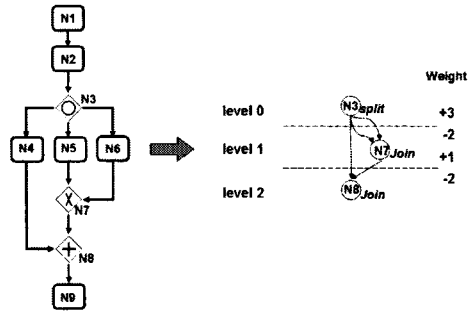 N1
N2
N3
N4 N5 N6
X
N7
N8
N9
Weight
level 0 N3 split +3
-2
level 1 N7 Join +1
-2
level 2 N8 Join